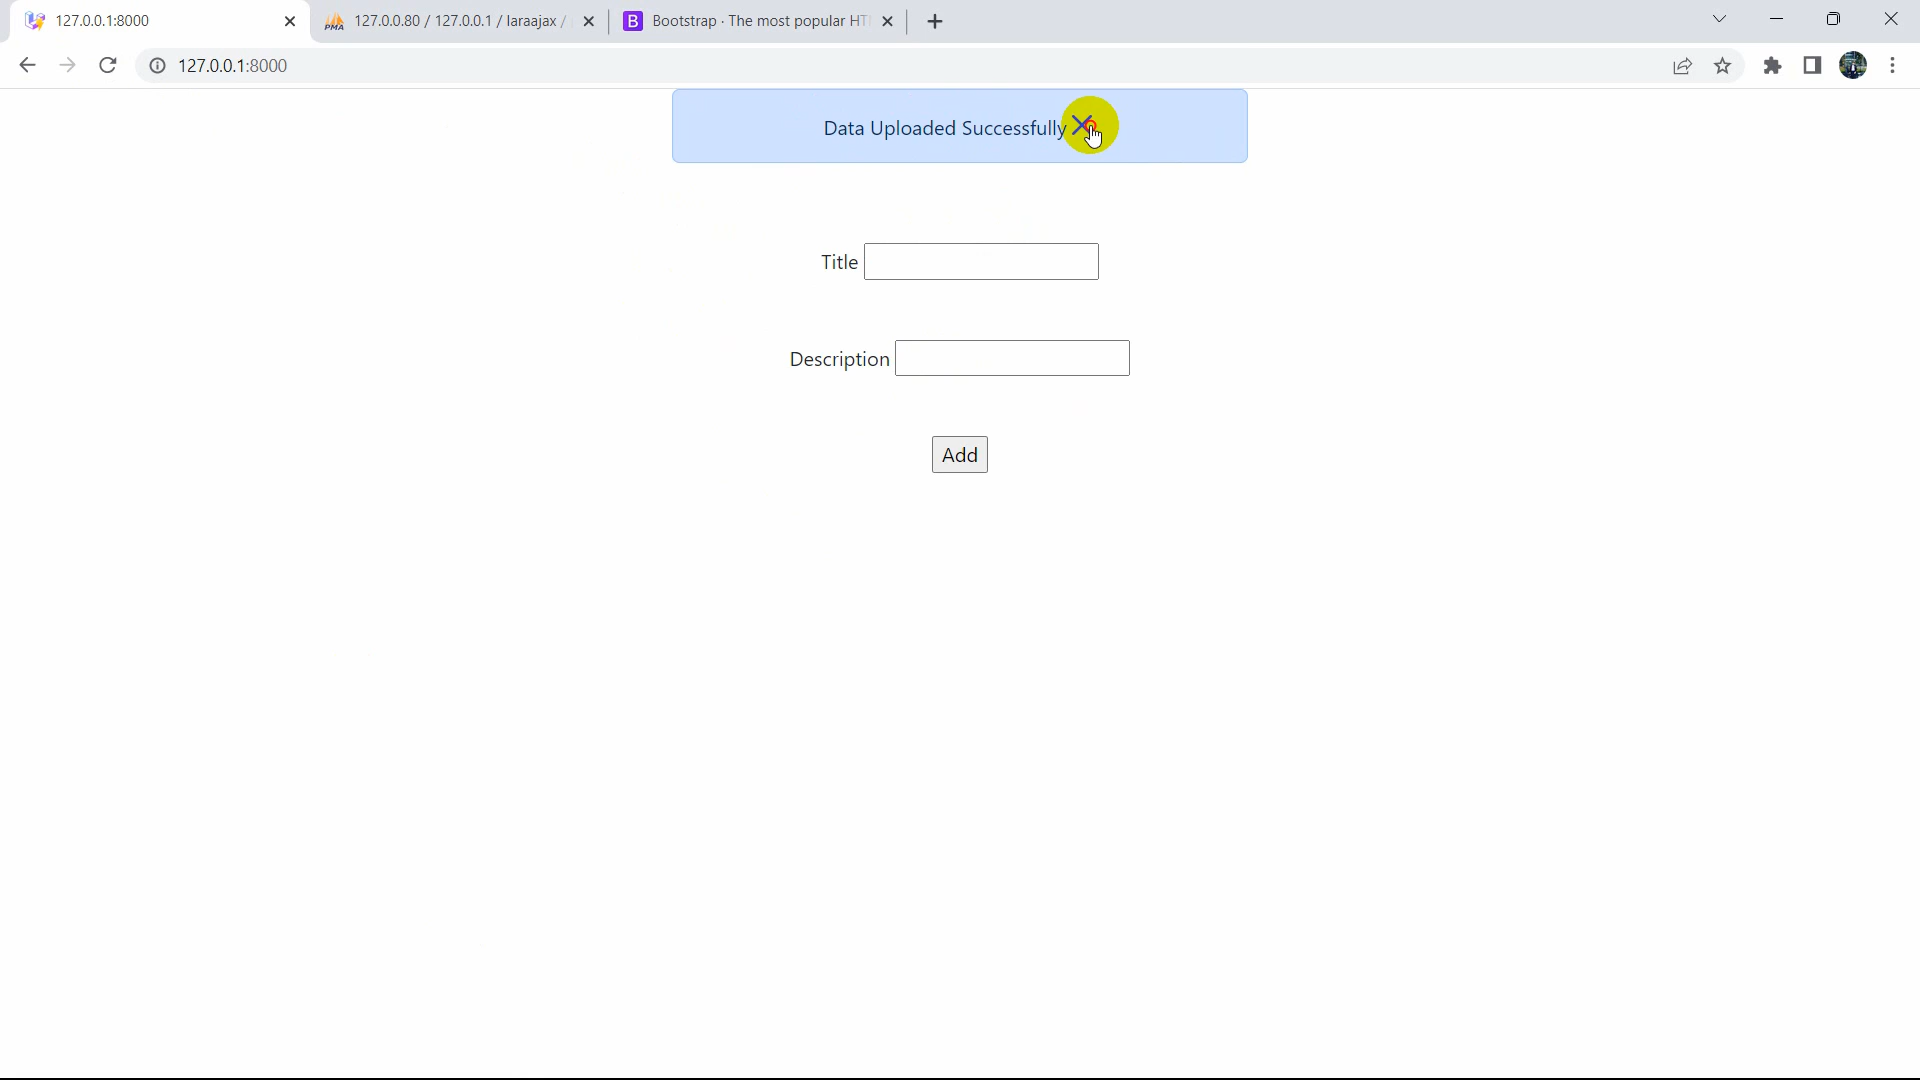 127.0.0.1:8000
127.0.0.80 / 127.0.0.1 / laraajax /
Bootstrap · The most popular HT
127.0.0.1:8000
Data Uploaded Successfully
Title
Description
Add